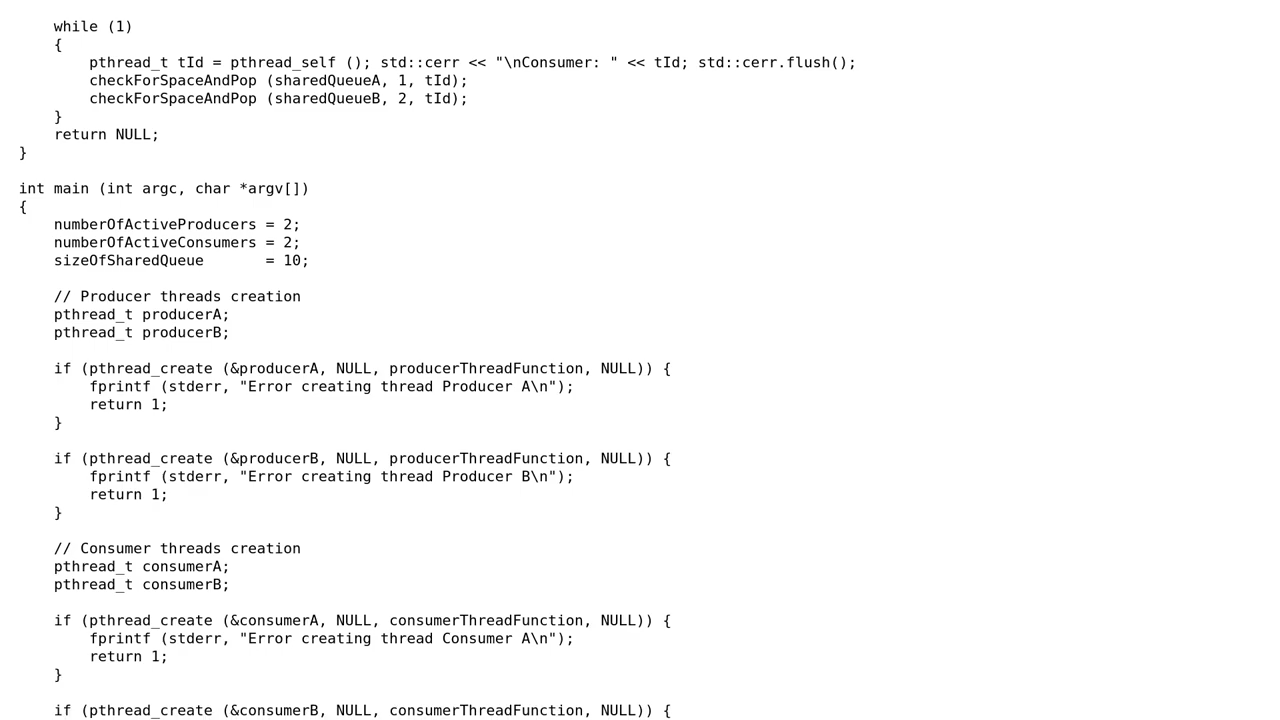 while (1)
    {
        pthread_t tId = pthread_self (); std::cerr << "\nConsumer: " << tId; std::cerr.flush();
        checkForSpaceAndPop (sharedQueueA, 1, tId);
        checkForSpaceAndPop (sharedQueueB, 2, tId);
    }
    return NULL;
}

int main (int argc, char *argv[])
{
    numberOfActiveProducers = 2;
    numberOfActiveConsumers = 2;
    sizeOfSharedQueue       = 10;

    // Producer threads creation
    pthread_t producerA;
    pthread_t producerB;

    if (pthread_create (&producerA, NULL, producerThreadFunction, NULL)) {
        fprintf (stderr, "Error creating thread Producer A\n");
        return 1;
    }

    if (pthread_create (&producerB, NULL, producerThreadFunction, NULL)) {
        fprintf (stderr, "Error creating thread Producer B\n");
        return 1;
    }

    // Consumer threads creation
    pthread_t consumerA;
    pthread_t consumerB;

    if (pthread_create (&consumerA, NULL, consumerThreadFunction, NULL)) {
        fprintf (stderr, "Error creating thread Consumer A\n");
        return 1;
    }

    if (pthread_create (&consumerB, NULL, consumerThreadFunction, NULL)) {